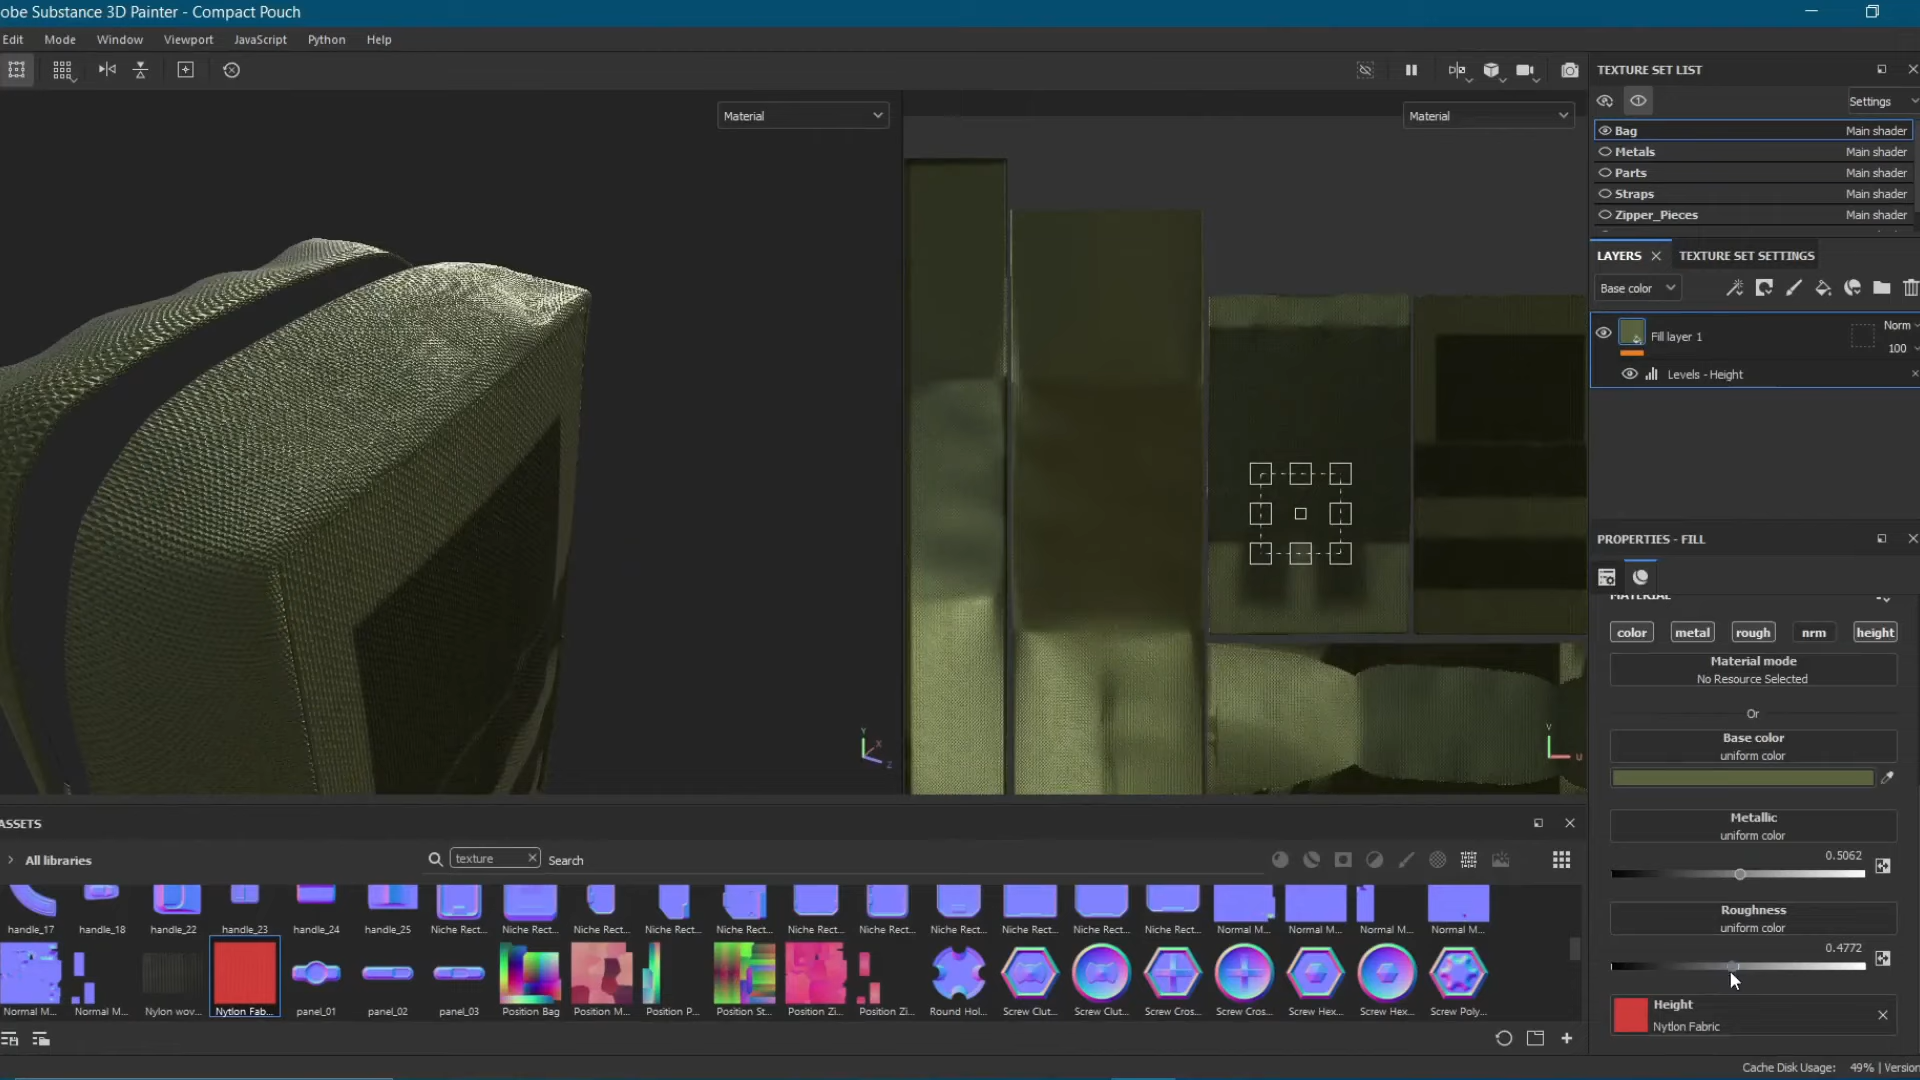 obe Substance 3D Painter - Compact Pouch
Edit Mode Window Viewport JavaScript Python Help
Material
Material
TEXTURE SET LIST
Settings
Bag Main shader
Metals Main shader
Parts Main shader
Straps Main shader
Zipper_Pieces Main shader
LAYERS TEXTURE SET SETTINGS
Base color
Fill layer 1 Norm
100
Levels - Height
PROPERTIES - FILL
MATERIAL
color metal rough nrm height
Material mode
No Resource Selected
Or
Base color
uniform color
Metallic
uniform color
0.5062
Roughness
uniform color
0.4772
Height
Nytlon Fabric
Y X Z
V U
ASSETS
All libraries texture Search
handle_17 handle_18 handle_22 handle_23 handle_24 handle_25 Niche Rect... Niche Rect... Niche Rect... Niche Rect... Niche Rect... Niche Rect... Niche Rect... Niche Rect... Niche Rect... Niche Rect... Niche Rect... Normal M... Normal M... Normal M... Normal M...
Normal M... Normal M... Nylon wov... Nytlon Fab... panel_01 panel_02 panel_03 Position Bag Position M... Position P... Position St... Position Zi... Position Zi... Round Hol... Screw Clut... Screw Clut... Screw Cros... Screw Cros... Screw Hex... Screw Hex... Screw Poly...
Cache Disk Usage: 49% | Version